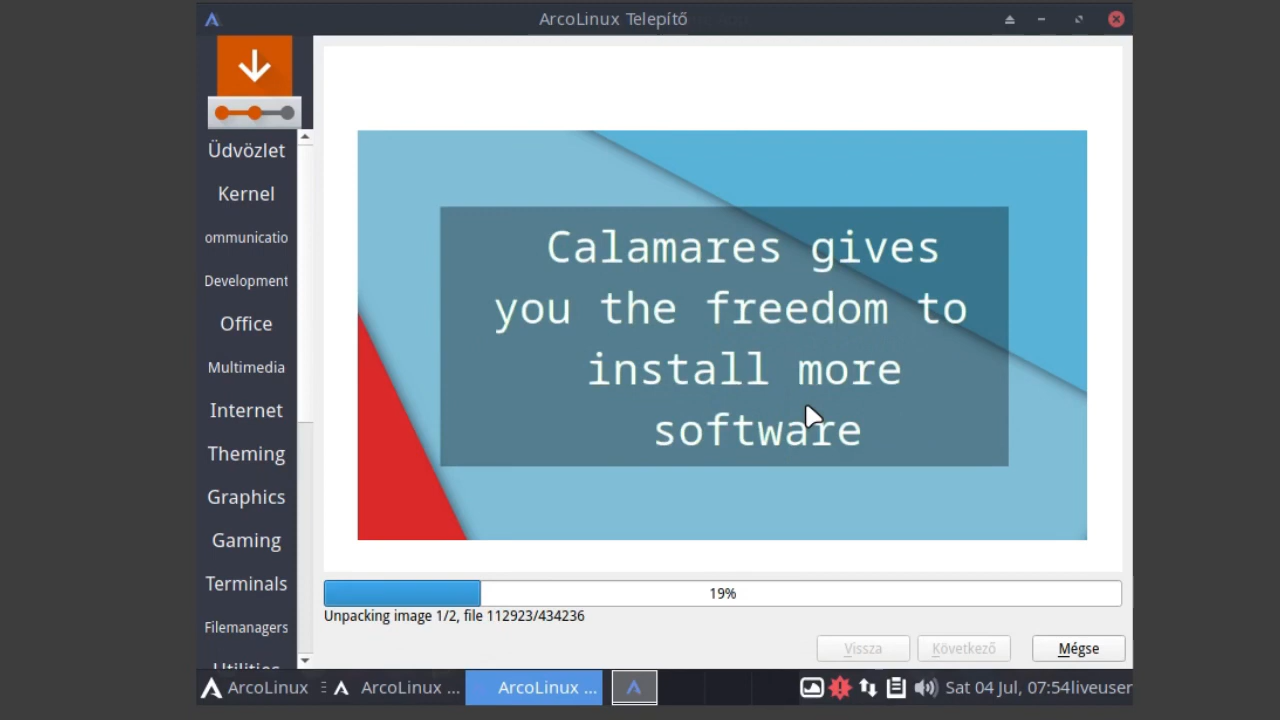 ArcoLinux Telepítő
Üdvözlet
Kernel
ommunicatio
Development
Office
Multimedia
Internet
Theming
Graphics
Gaming
Terminals
Filemanagers
Utilities
Calamares gives
you the freedom to
install more
software
19%
Unpacking image 1/2, file 112923/434236
Vissza
Következő
Mégse
ArcoLinux
ArcoLinux ...
ArcoLinux ...
Sat 04 Jul, 07:54liveuser